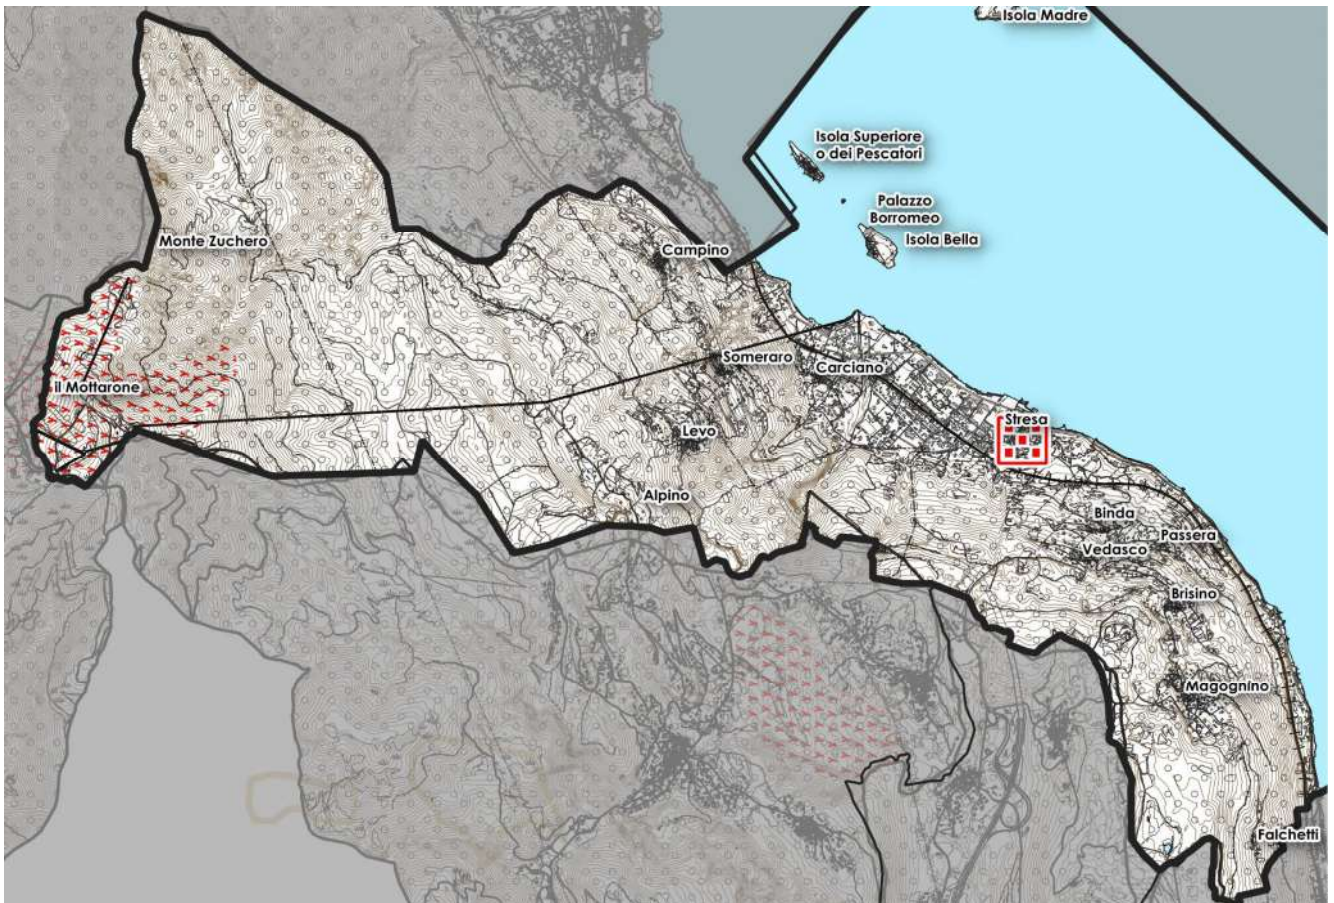 Isola Madre
Isola Superiore
o dei Pescatori
Palazzo
Borromeo
Isola Bella
Monte Zuchero
Campino
Someraro
Carciano
il Mottarone
Stresa
Levo
Alpino
Binda
Passera
Vedasco
Brisino
Magognino
Falchetti